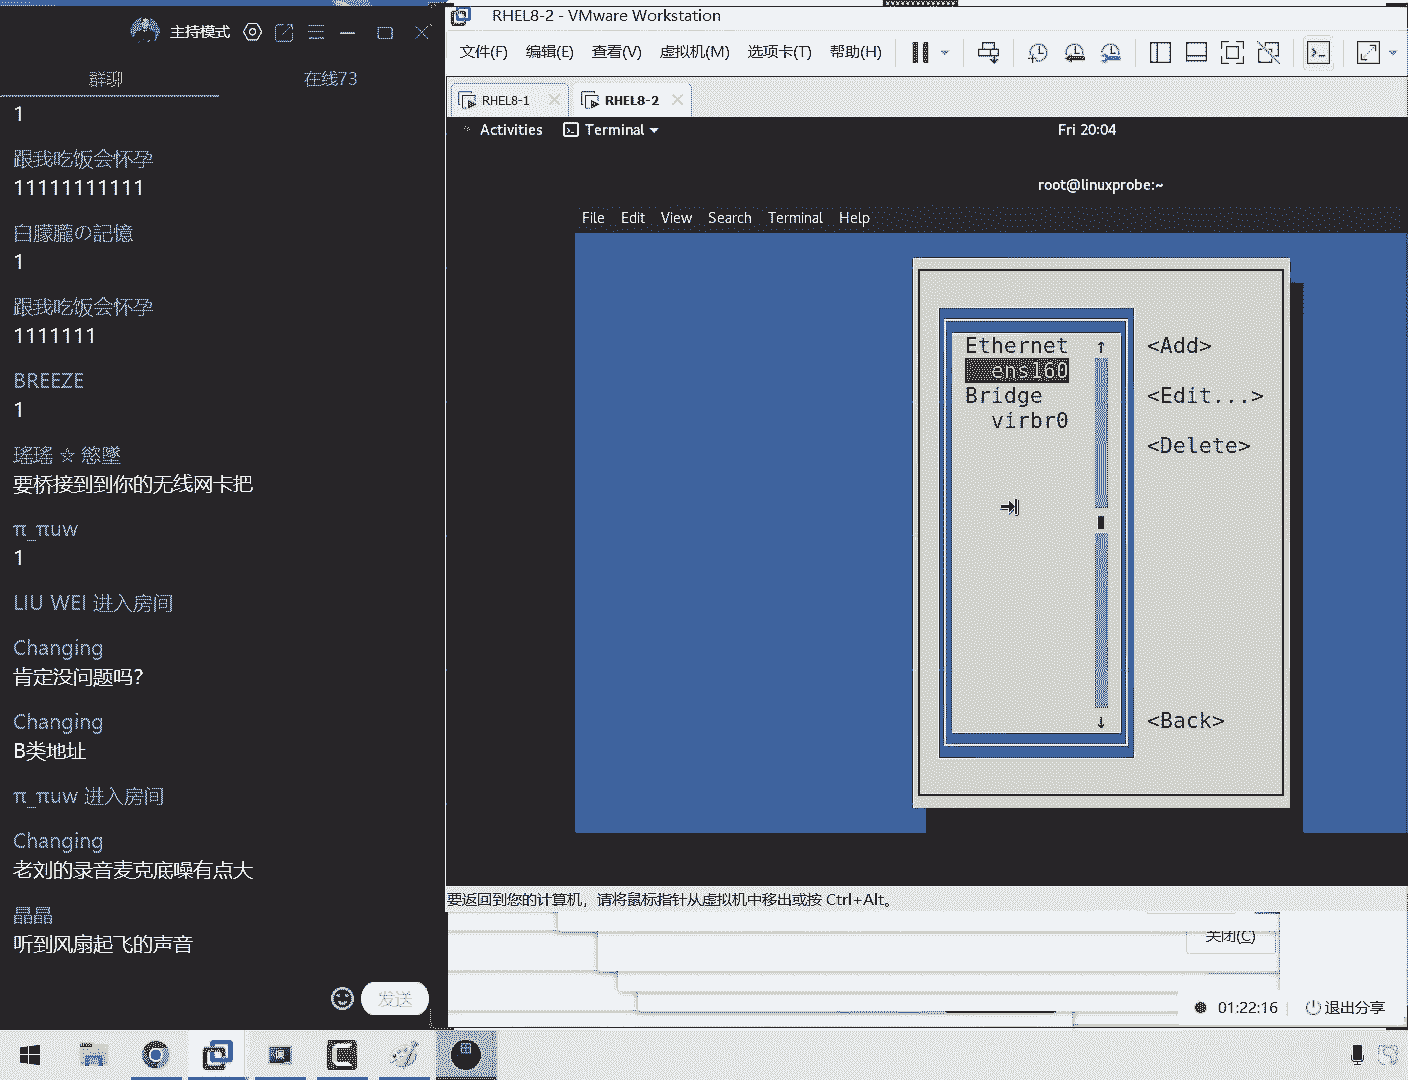 主持模式
群聊
在线73
1
跟我吃饭会怀孕
11111111111
白朦朧の記憶
1
跟我吃饭会怀孕
1111111
BREEZE
1
瑤瑤 ☆ 慾墜
要桥接到到你的无线网卡把
π_πuw
1
LIU WEI 进入房间
Changing
肯定没问题吗?
Changing
B类地址
π_πuw 进入房间
Changing
老刘的录音麦克底噪有点大
晶晶
听到风扇起飞的声音
发送
RHEL8-2 - VMware Workstation
文件(F) 编辑(E) 查看(V) 虚拟机(M) 选项卡(T) 帮助(H)
RHEL8-1
RHEL8-2
Activities
Terminal
Fri 20:04
root@linuxprobe:~
File Edit View Search Terminal Help
Ethernet
ens160
Bridge
virbr0
<Add>
<Edit...>
<Delete>
<Back>
要返回到您的计算机，请将鼠标指针从虚拟机中移出或按 Ctrl+Alt。
关闭(C)
01:22:16
退出分享